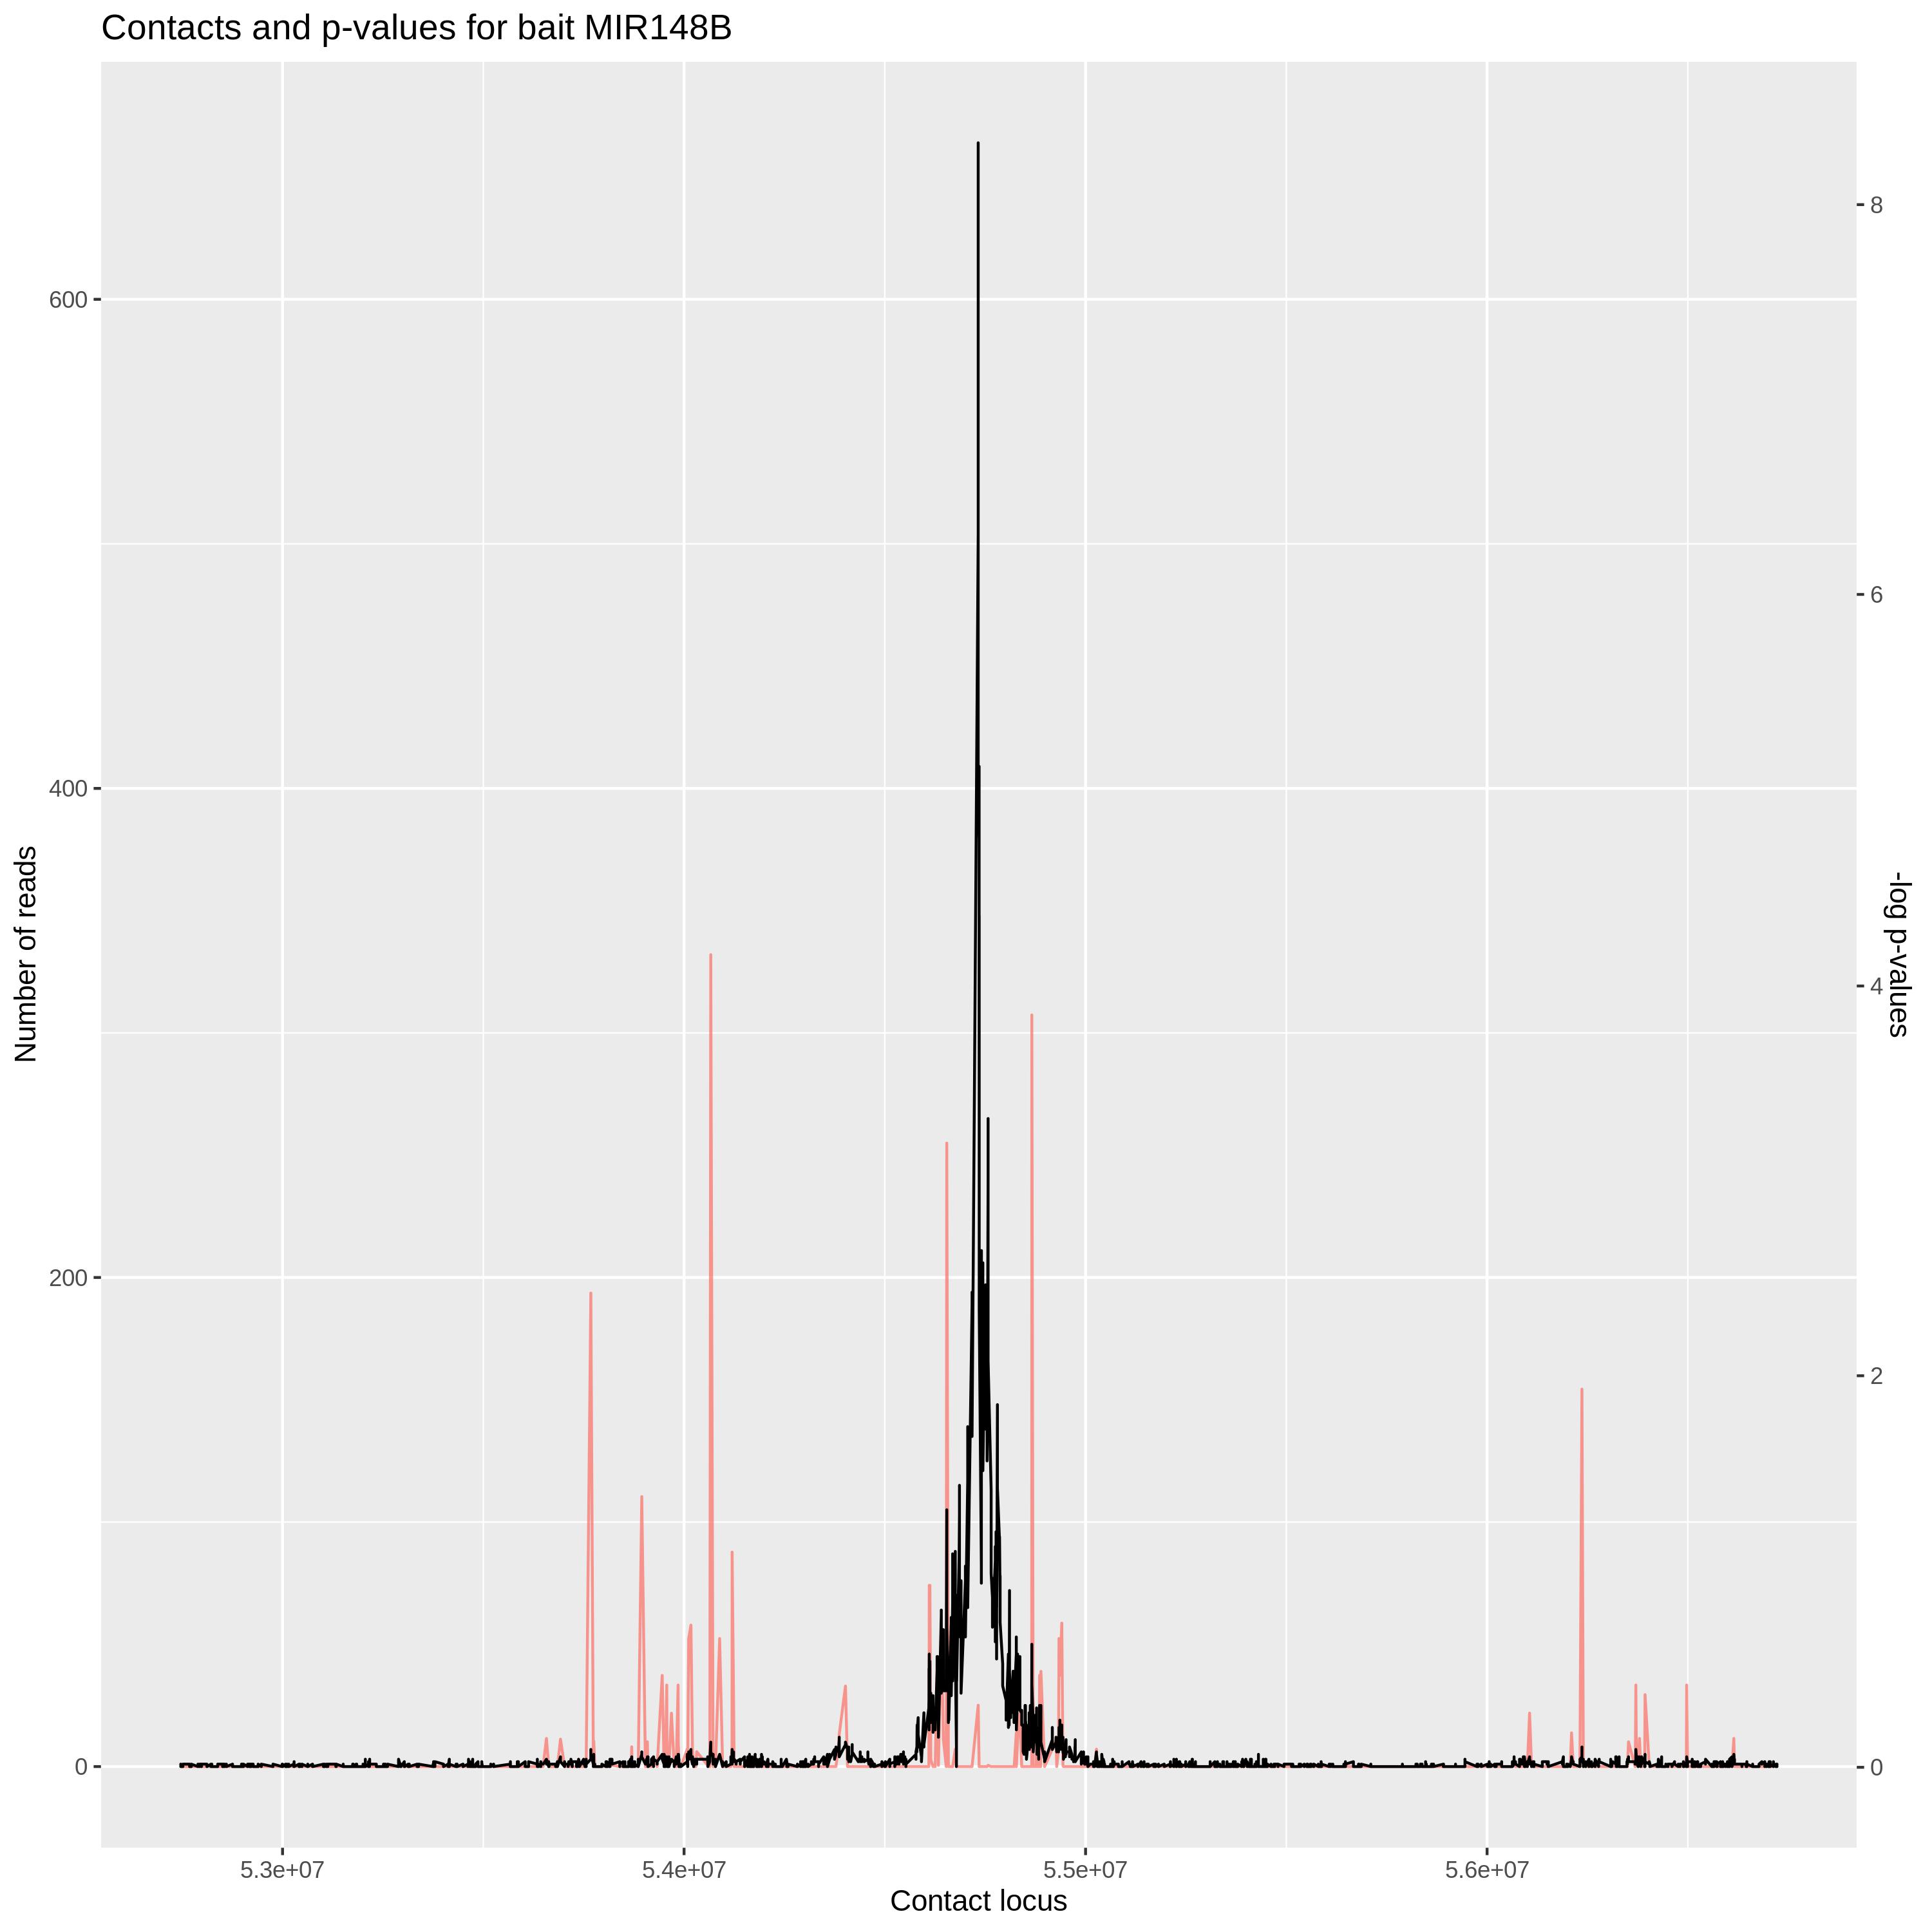 Contacts and p-values for bait MIR148B
8
600
6
400
Number of reads
-log p-values
4
200
2
0
0
5.3e+07
5.4e+07
5.5e+07
5.6e+07
Contact locus